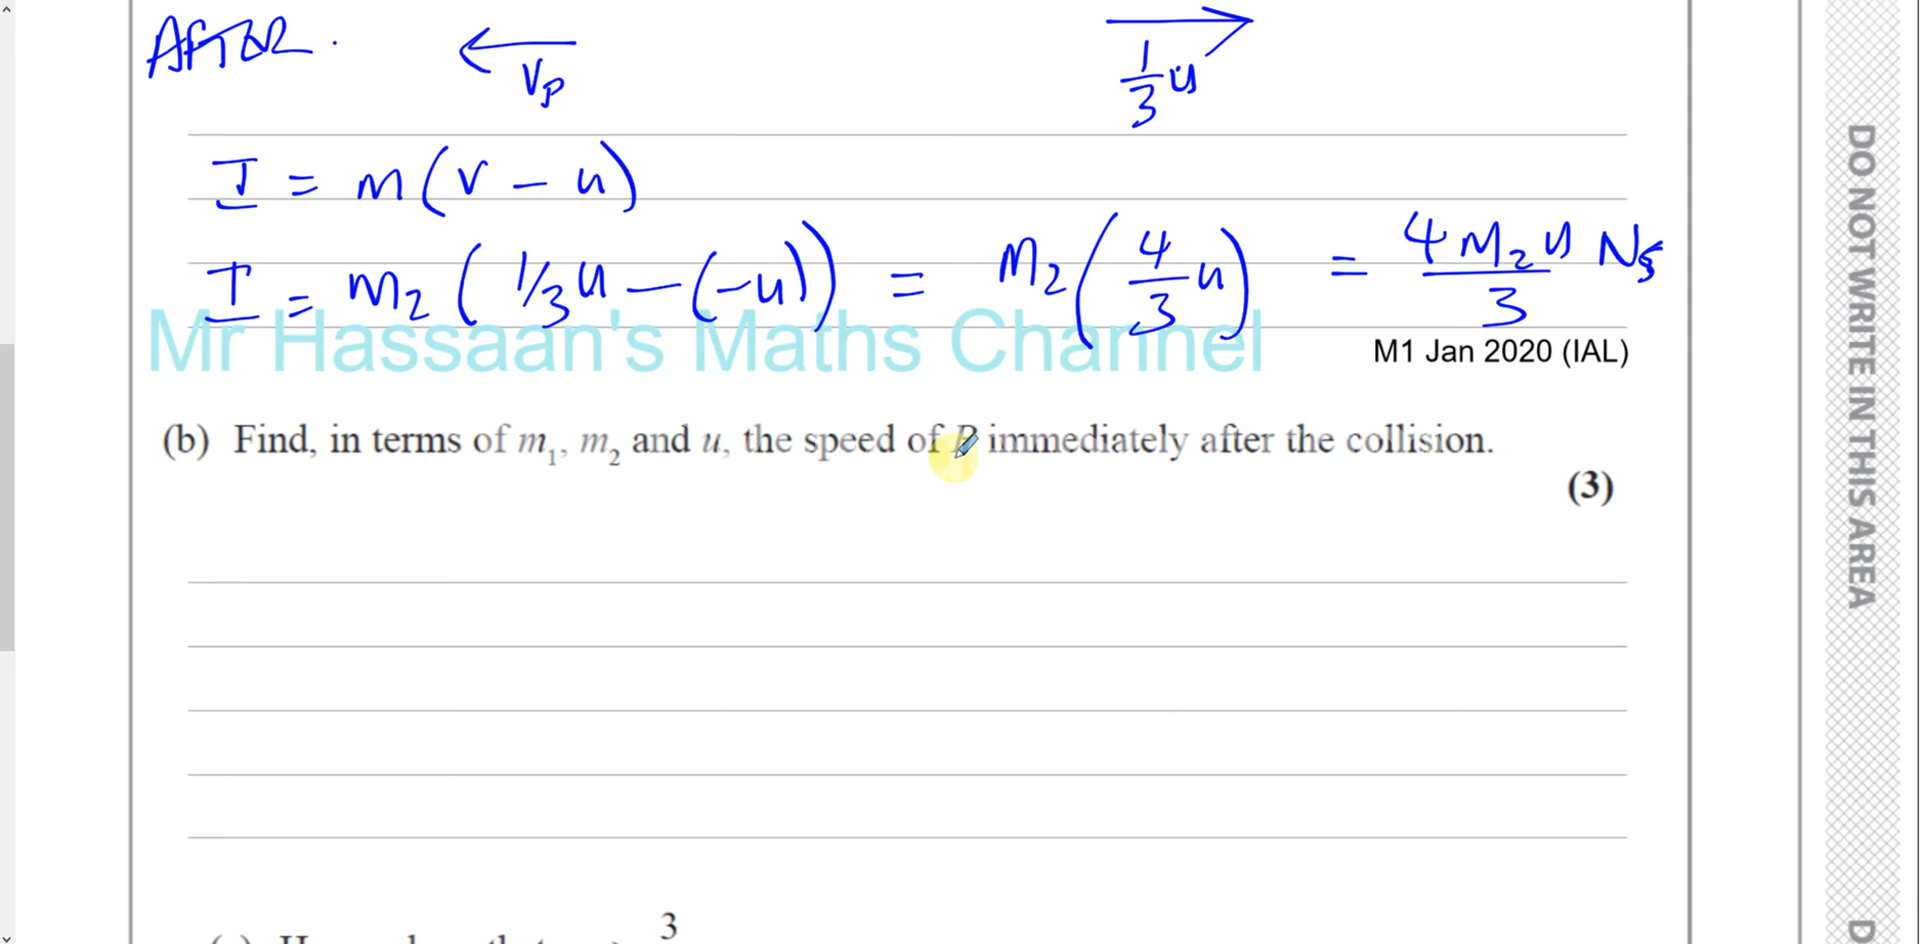 AFTER.
Vp
1/3 u
I = m(v - u)
I = m₂(1/3u - (-u)) = m₂(4/3 u) = 4m₂u/3 Ns
Mr Hassaan's Maths Channel
M1 Jan 2020 (IAL)
(b) Find, in terms of m₁, m₂ and u, the speed of P immediately after the collision.
(3)
3
DO NOT WRITE IN THIS AREA
D